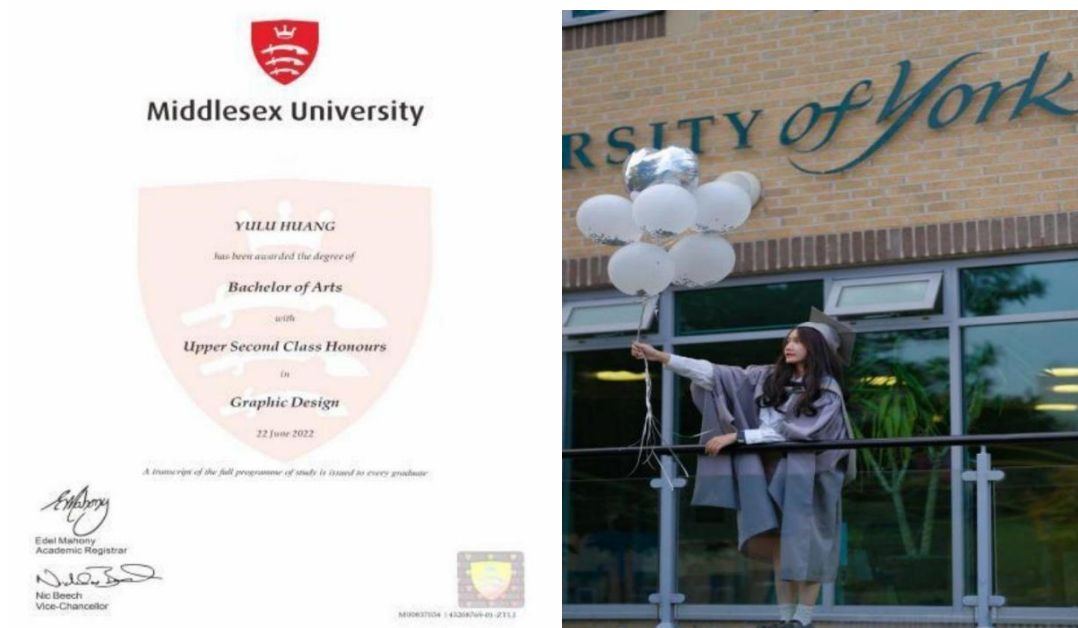 Middlesex University
YULU HUANG
has been awarded the degree of
Bachelor of Arts
with
Upper Second Class Honours
in
Graphic Design
22 June 2022
A transcript of the full programme of study is issued to every graduate
Edel Mahony
Academic Registrar
Nic Beech
Vice-Chancellor
RSITY of York